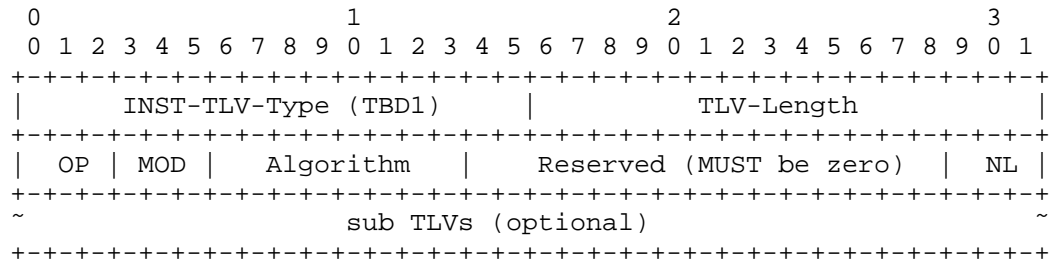 0                   1                   2                   3
 0 1 2 3 4 5 6 7 8 9 0 1 2 3 4 5 6 7 8 9 0 1 2 3 4 5 6 7 8 9 0 1
+-+-+-+-+-+-+-+-+-+-+-+-+-+-+-+-+-+-+-+-+-+-+-+-+-+-+-+-+-+-+-+-+
|      INST-TLV-Type (TBD1)     |          TLV-Length           |
+-+-+-+-+-+-+-+-+-+-+-+-+-+-+-+-+-+-+-+-+-+-+-+-+-+-+-+-+-+-+-+-+
|  OP | MOD |   Algorithm   |    Reserved (MUST be zero)  |  NL |
+-+-+-+-+-+-+-+-+-+-+-+-+-+-+-+-+-+-+-+-+-+-+-+-+-+-+-+-+-+-+-+-+
~                    sub TLVs (optional)                        ~
+-+-+-+-+-+-+-+-+-+-+-+-+-+-+-+-+-+-+-+-+-+-+-+-+-+-+-+-+-+-+-+-+